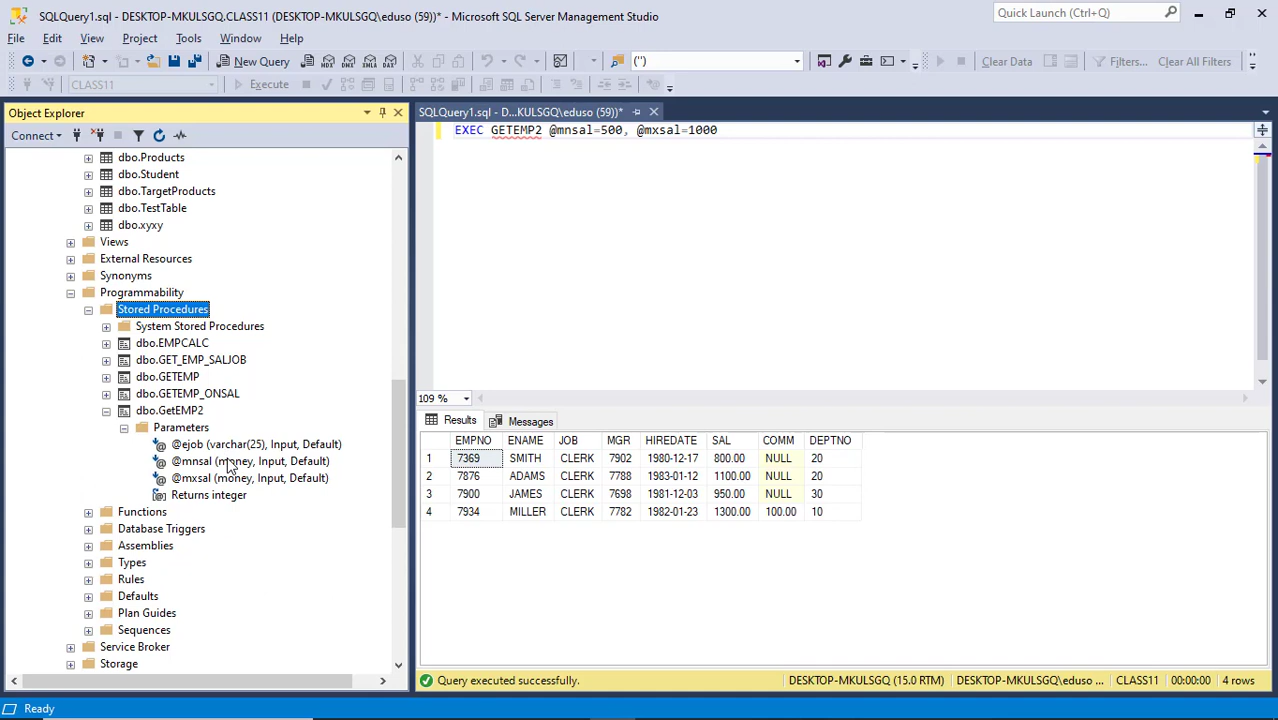 SQLQuery1.sql - DESKTOP-MKULSGQ.CLASS11 (DESKTOP-MKULSGQ\eduso (59))* - Microsoft SQL Server Management Studio
Quick Launch (Ctrl+Q)
File Edit View Project Tools Window Help
New Query MDX DMX XMLA DAX ('') Clear Data Filters... Clear All Filters
CLASS11 Execute
Object Explorer
SQLQuery1.sql - D...KULSGQ\eduso (59))*
Connect
EXEC GETEMP2 @mnsal=500, @mxsal=1000
dbo.Products
dbo.Student
dbo.TargetProducts
dbo.TestTable
dbo.xyxy
Views
External Resources
Synonyms
Programmability
Stored Procedures
System Stored Procedures
dbo.EMPCALC
dbo.GET_EMP_SALJOB
dbo.GETEMP
dbo.GETEMP_ONSAL
dbo.GetEMP2
Parameters
@ejob (varchar(25), Input, Default)
@mnsal (money, Input, Default)
@mxsal (money, Input, Default)
Returns integer
Functions
Database Triggers
Assemblies
Types
Rules
Defaults
Plan Guides
Sequences
Service Broker
Storage
109 %
Results Messages
EMPNO ENAME JOB MGR HIREDATE SAL COMM DEPTNO
1 7369 SMITH CLERK 7902 1980-12-17 800.00 NULL 20
2 7876 ADAMS CLERK 7788 1983-01-12 1100.00 NULL 20
3 7900 JAMES CLERK 7698 1981-12-03 950.00 NULL 30
4 7934 MILLER CLERK 7782 1982-01-23 1300.00 100.00 10
Query executed successfully. DESKTOP-MKULSGQ (15.0 RTM) DESKTOP-MKULSGQ\eduso ... CLASS11 00:00:00 4 rows
Ready